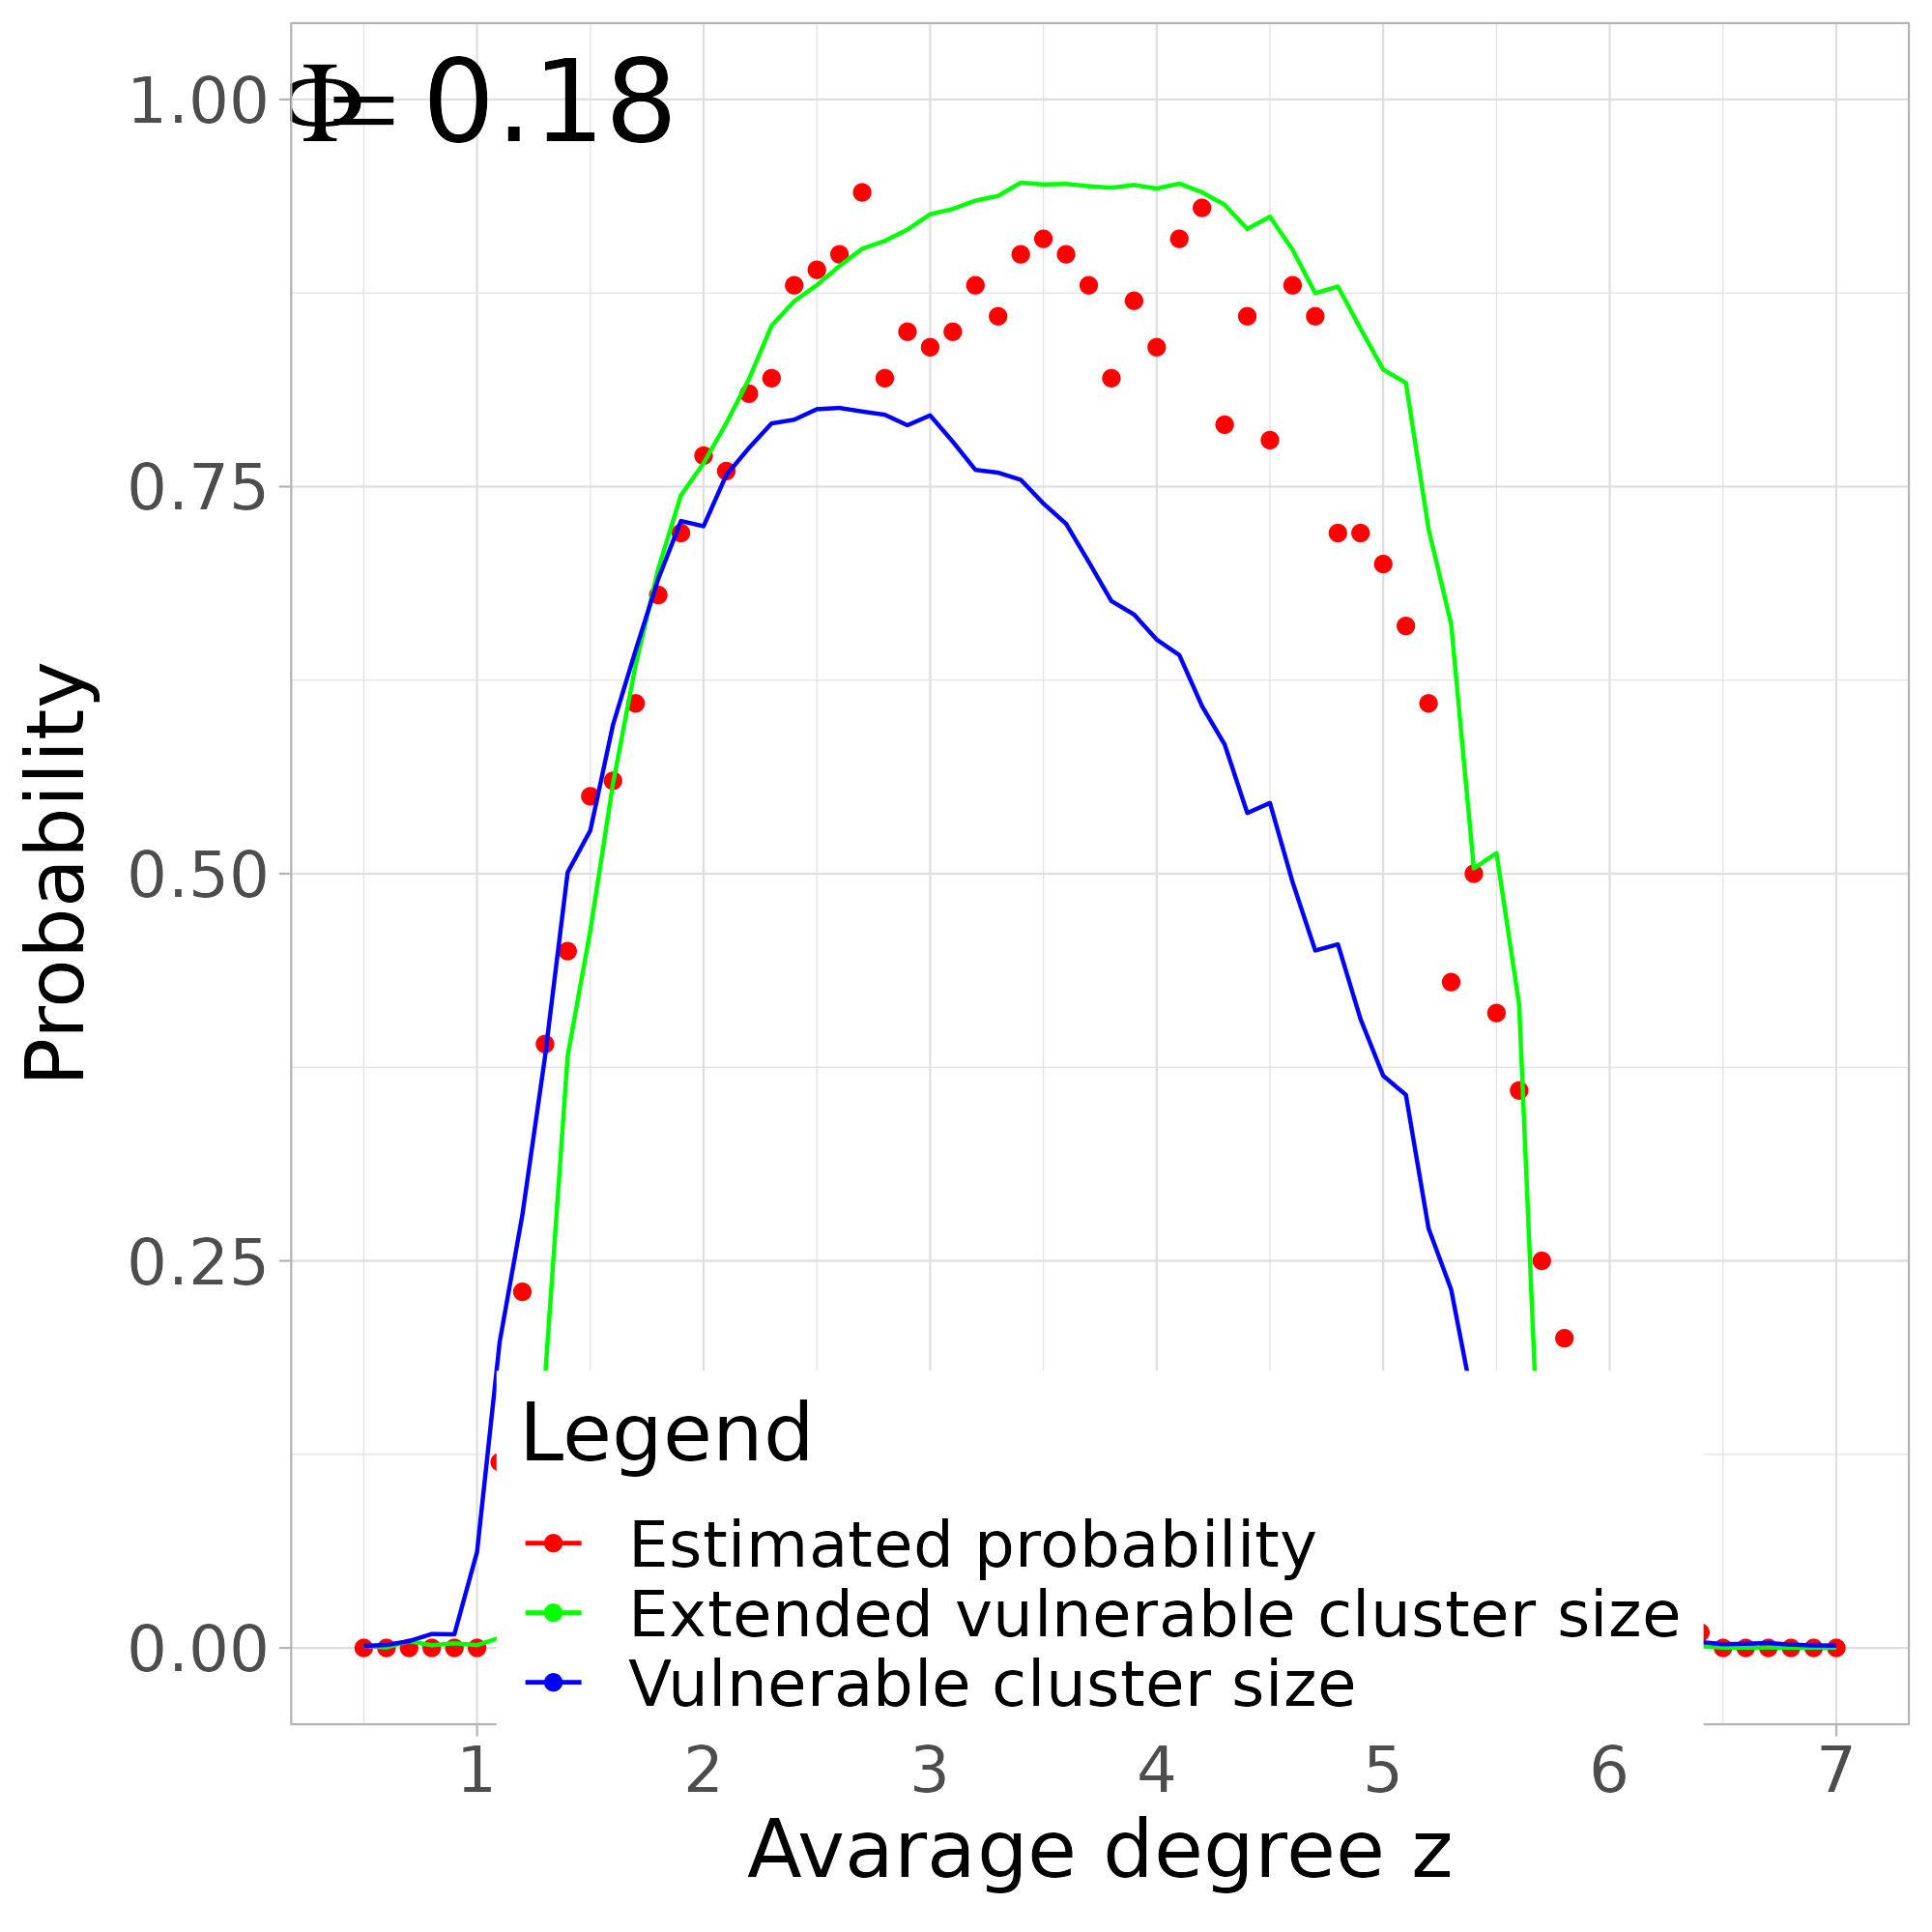 Φ= 0.18
1.00
0.75
0.50
0.25
0.00
Probability
Legend
Estimated probability
Extended vulnerable cluster size
Vulnerable cluster size
1 2 3 4 5 6 7
Avarage degree z